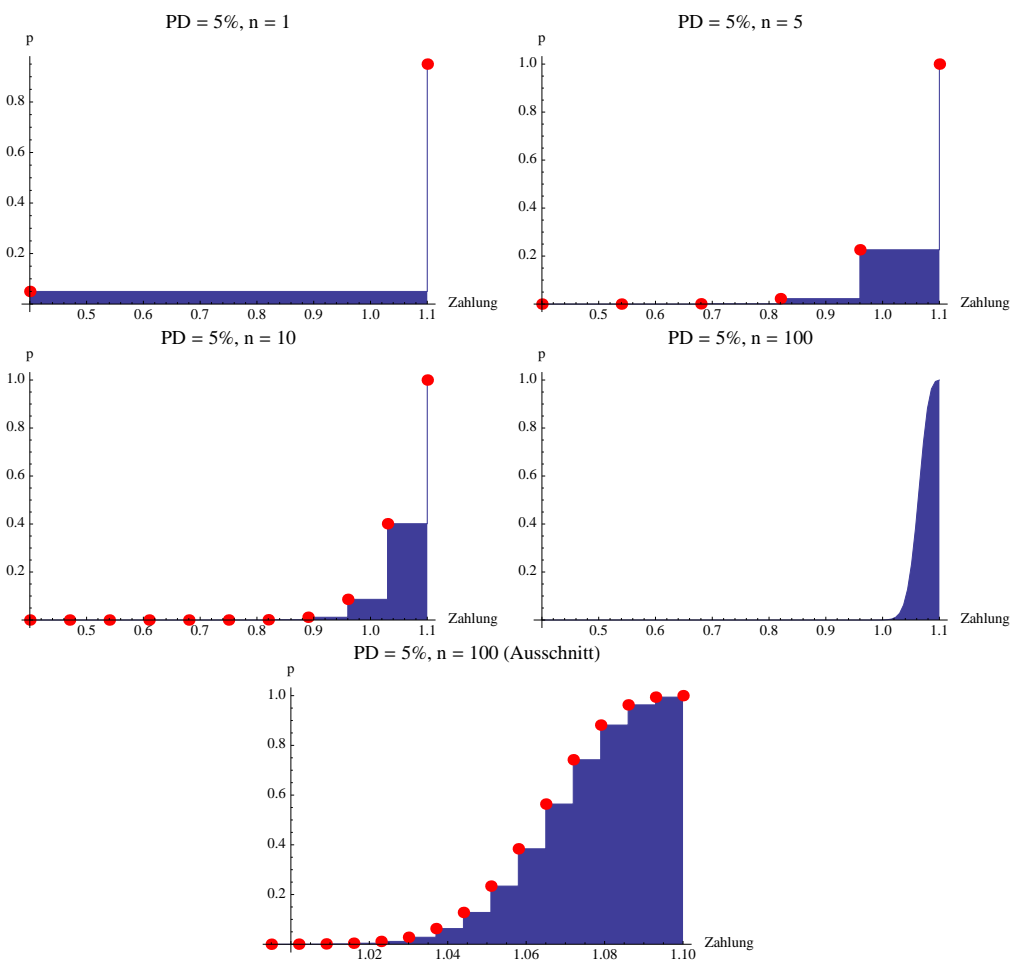 PD = 5%, n = 1
p
0.8
0.6
0.4
0.2
0.5 0.6 0.7 0.8 0.9 1.0 1.1
Zahlung
PD = 5%, n = 5
p
1.0
0.8
0.6
0.4
0.2
0.5 0.6 0.7 0.8 0.9 1.0 1.1
Zahlung
PD = 5%, n = 10
p
1.0
0.8
0.6
0.4
0.2
0.5 0.6 0.7 0.8 0.9 1.0 1.1
Zahlung
PD = 5%, n = 100
p
1.0
0.8
0.6
0.4
0.2
0.5 0.6 0.7 0.8 0.9 1.0 1.1
Zahlung
PD = 5%, n = 100 (Ausschnitt)
p
1.0
0.8
0.6
0.4
0.2
1.02 1.04 1.06 1.08 1.10
Zahlung